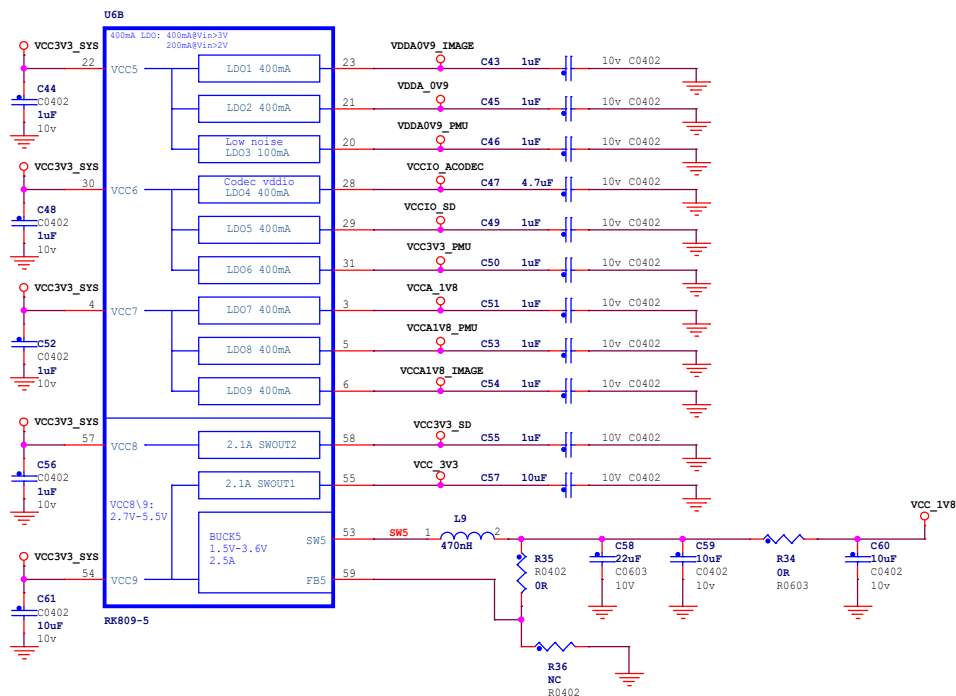 U6B
400mA LDO: 400mA@Vin>3V
200mA@Vin>2V
VCC3V3_SYS
22
VCC5
C44
C0402
1uF
10v
LDO1 400mA
23
VDDA0V9_IMAGE
C43 1uF
10v C0402
LDO2 400mA
21
VDDA_0V9
C45 1uF
10v C0402
Low noise
LDO3 100mA
20
VDDA0V9_PMU
C46 1uF
10v C0402
VCC3V3_SYS
30
VCC6
C48
C0402
1uF
10v
Codec vddio
LDO4 400mA
28
VCCIO_ACODEC
C47 4.7uF
10v C0402
LDO5 400mA
29
VCCIO_SD
C49 1uF
10v C0402
LDO6 400mA
31
VCC3V3_PMU
C50 1uF
10v C0402
VCC3V3_SYS
4
VCC7
C52
C0402
1uF
10v
LDO7 400mA
3
VCCA_1V8
C51 1uF
10v C0402
LDO8 400mA
5
VCCA1V8_PMU
C53 1uF
10v C0402
LDO9 400mA
6
VCCA1V8_IMAGE
C54 1uF
10v C0402
VCC3V3_SYS
57
VCC8
C56
C0402
1uF
10v
2.1A SWOUT2
58
VCC3V3_SD
C55 1uF
10V C0402
2.1A SWOUT1
55
VCC_3V3
C57 10uF
10V C0402
VCC8\9:
2.7V-5.5V
VCC3V3_SYS
54
VCC9
C61
C0402
10uF
10v
BUCK5
1.5V-3.6V
2.5A
SW5
53
SW5
1
L9
470nH
2
FB5
59
R35
R0402
0R
C58
22uF
C0603
10V
C59
10uF
C0402
10v
R34
0R
R0603
VCC_1V8
C60
10uF
C0402
10v
R36
NC
R0402
RK809-5